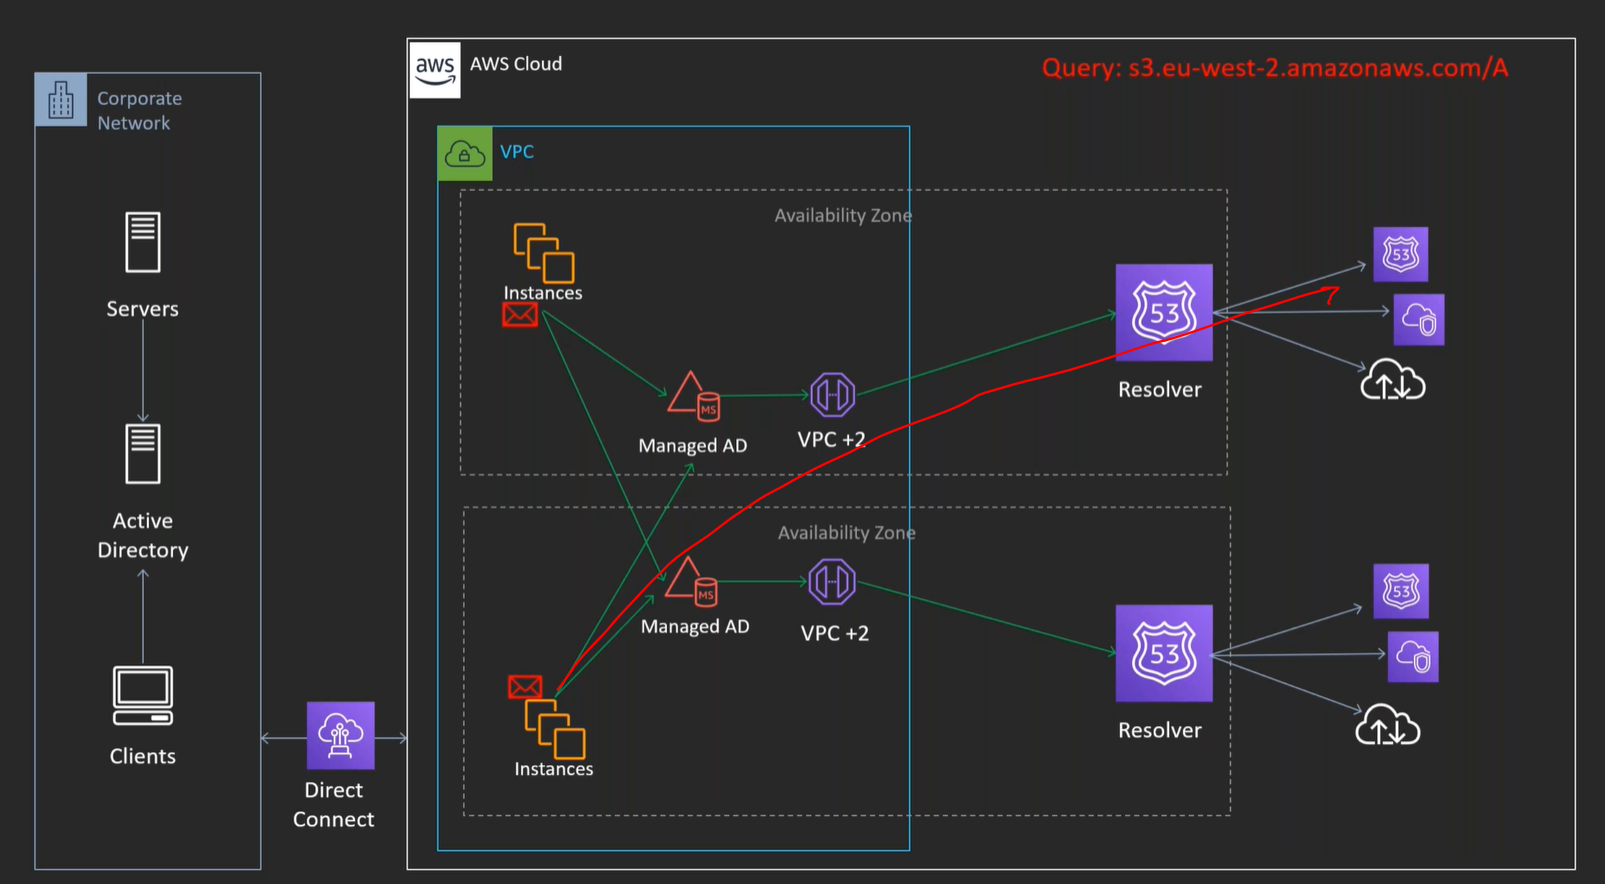 aws
AWS Cloud
Query: s3.eu-west-2.amazonaws.com/A
Corporate
Network
VPC
Availability Zone
Servers
Instances
53
53
Resolver
MS
Managed AD
VPC +2
Active
Directory
Availability Zone
MS
Managed AD
VPC +2
53
53
Resolver
Instances
Clients
Direct
Connect